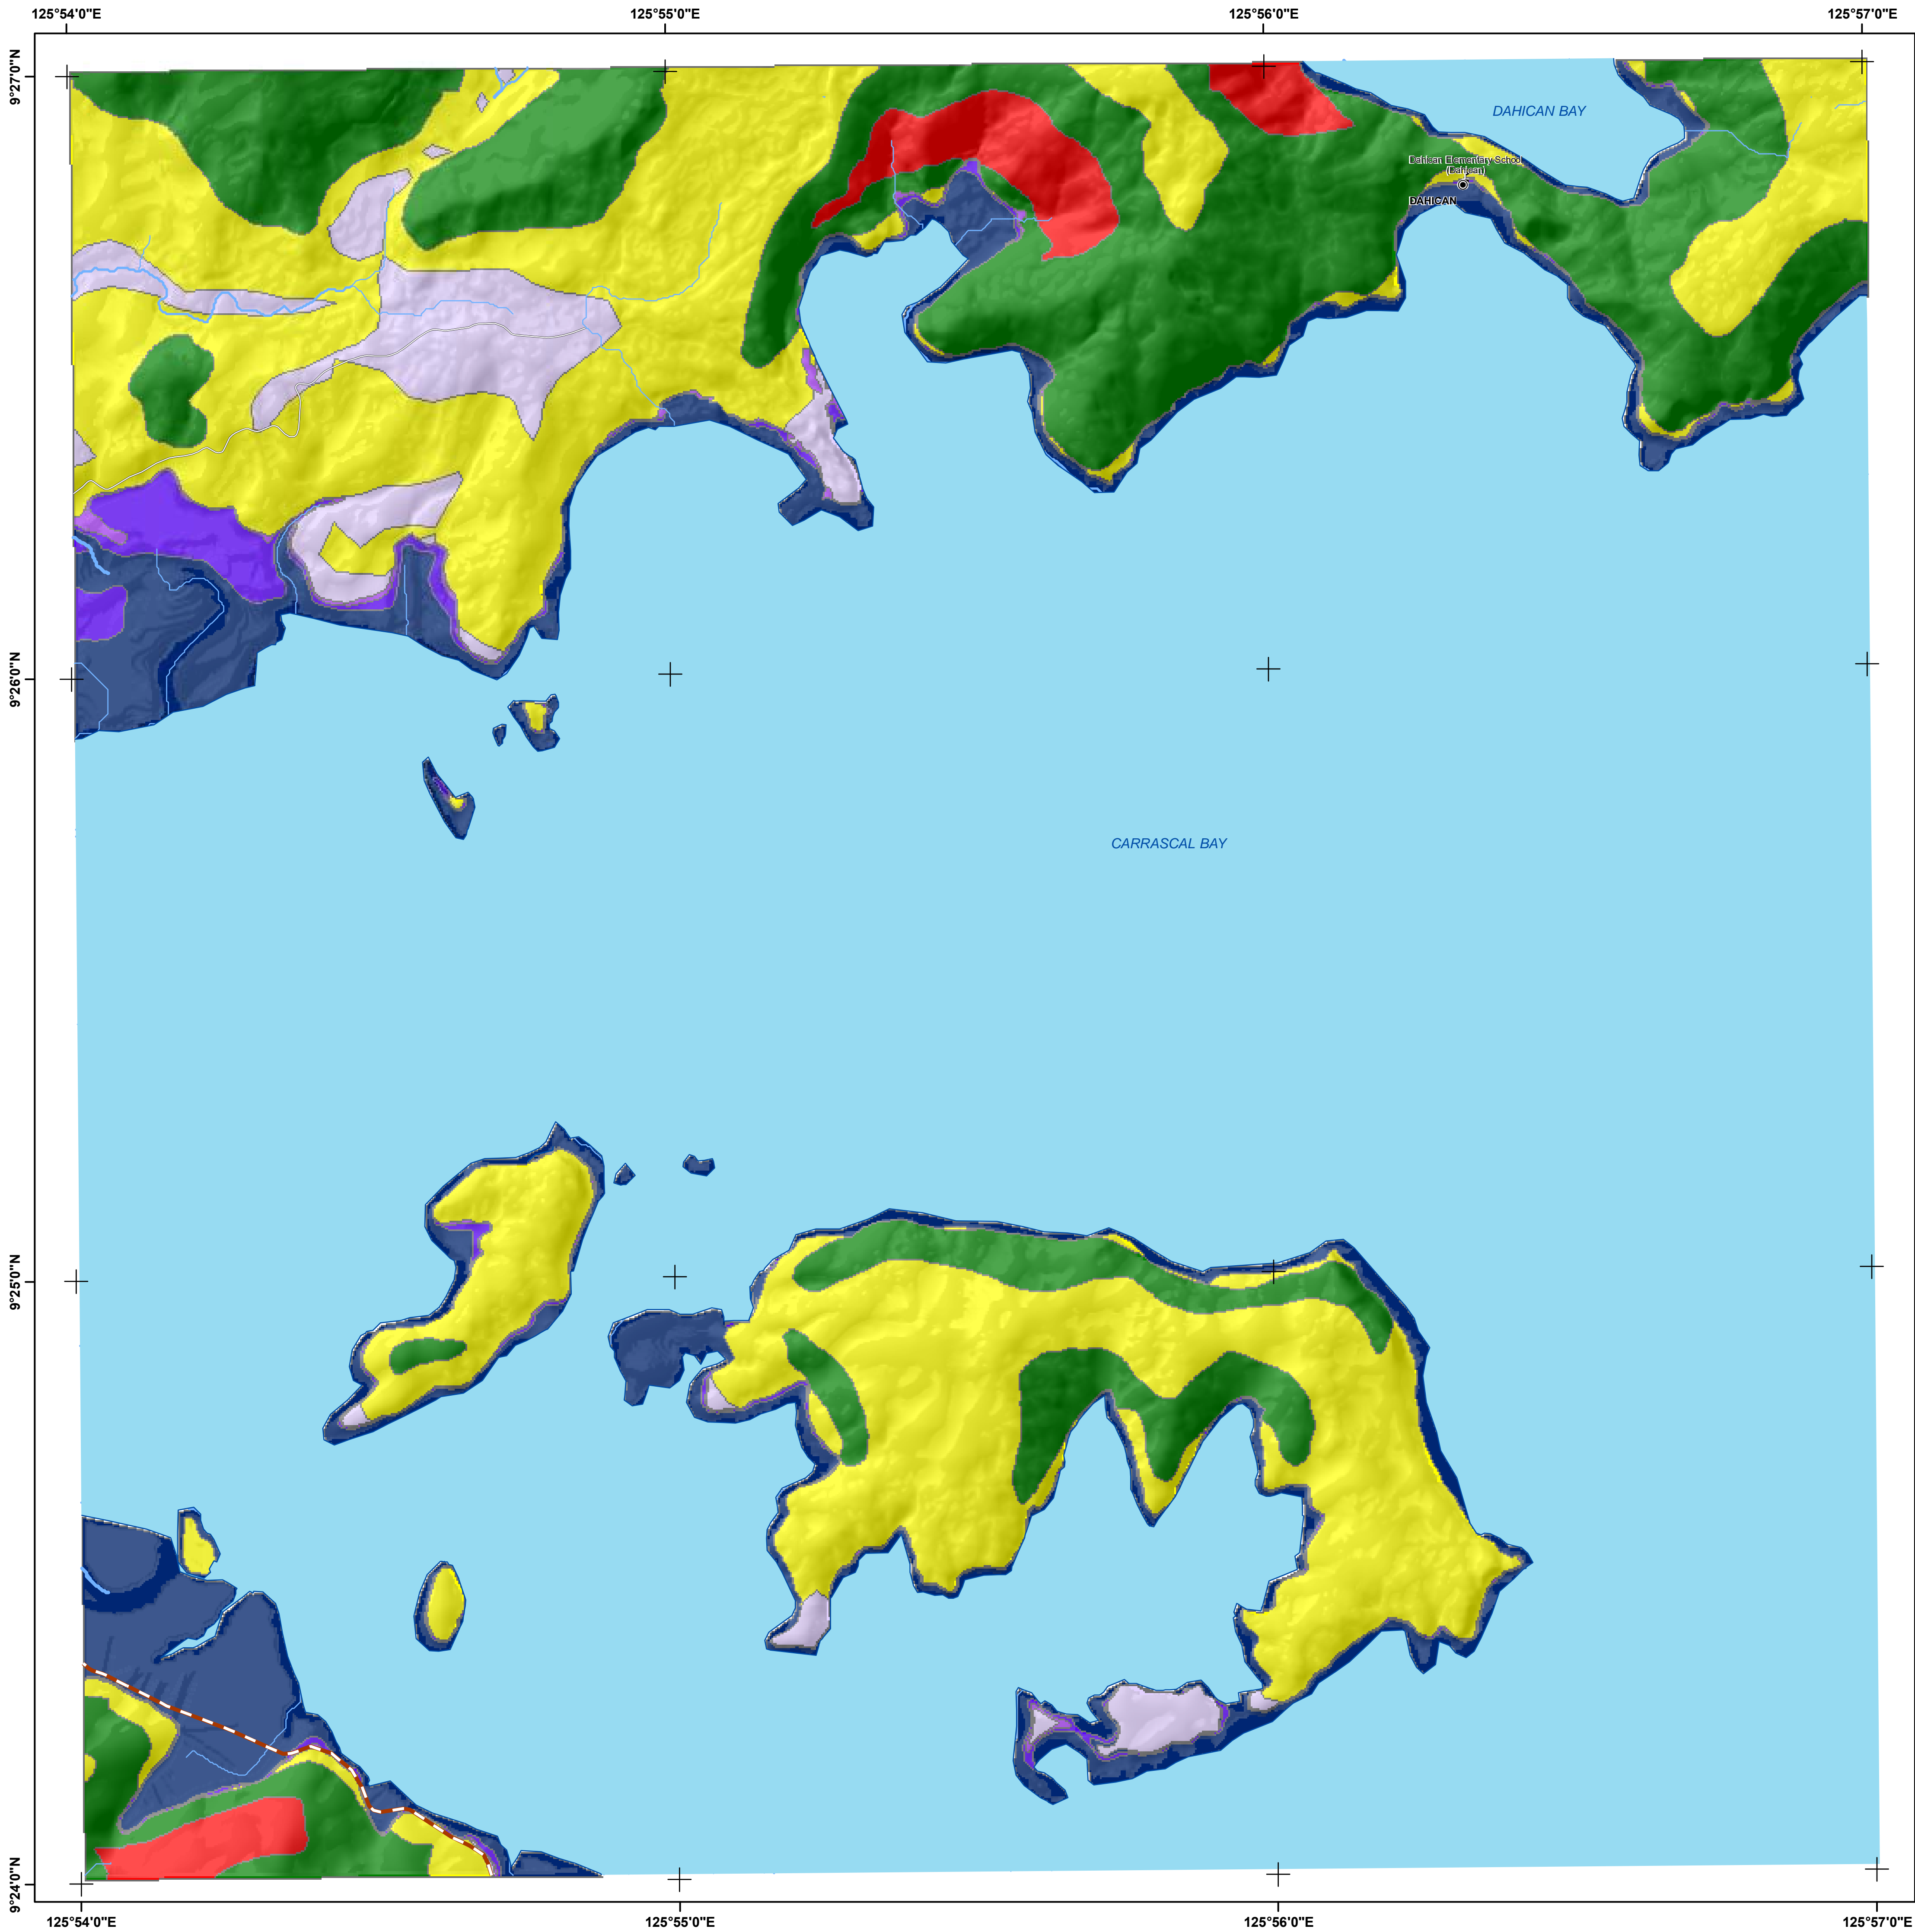 125°54'0"E 125°55'0"E 125°56'0"E 125°57'0"E
9°27'0"N
DAHICAN BAY
Dahican Elementary School
(Dahican)
DAHICAN
9°26'0"N
CARRASCAL BAY
9°25'0"N
9°24'0"N
125°54'0"E 125°55'0"E 125°56'0"E 125°57'0"E